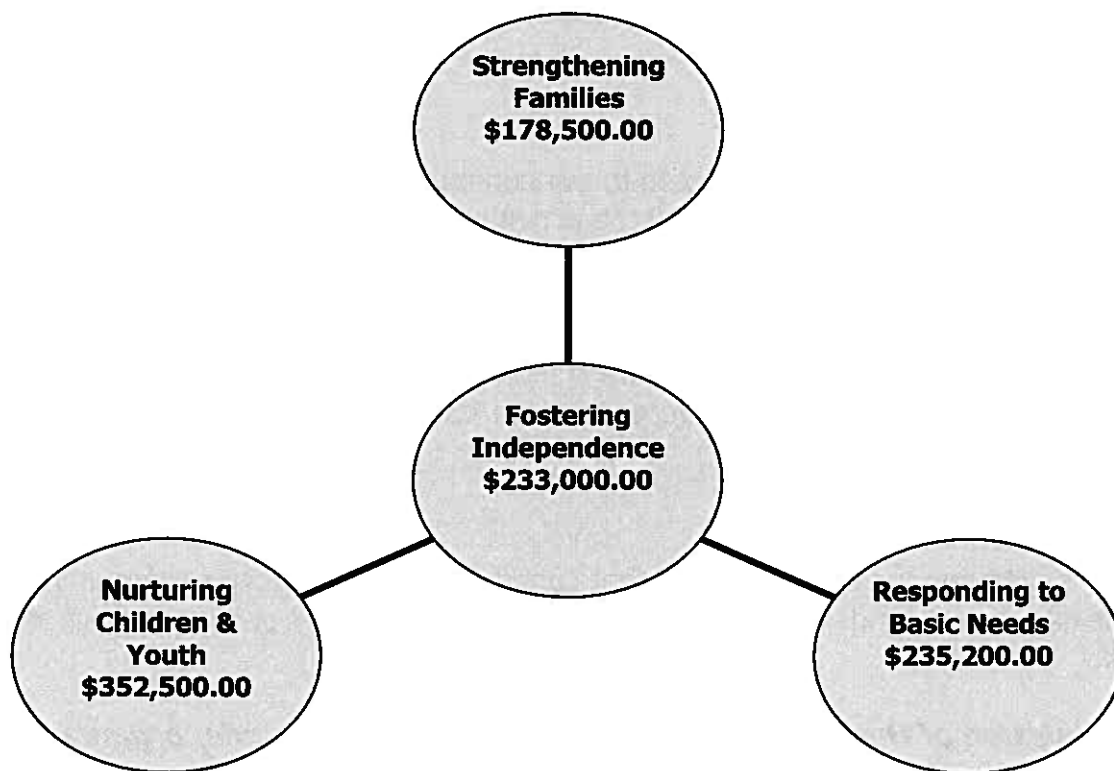 Strengthening
Families
$178,500.00
Fostering
Independence
$233,000.00
Nurturing
Children &
Youth
$352,500.00
Responding to
Basic Needs
$235,200.00